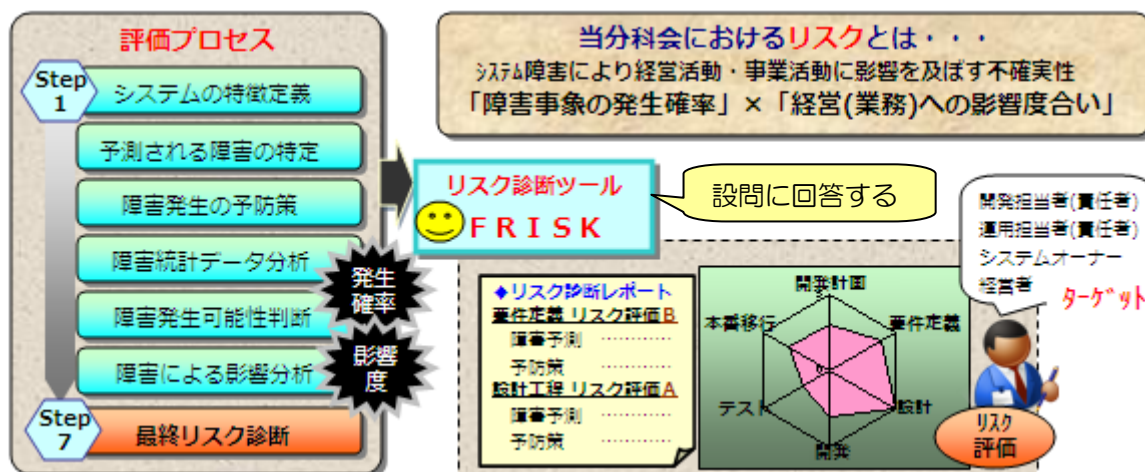 評価プロセス
Step
1
システムの特徴定義
予測される障害の特定
障害発生の予防策
障害統計データ分析
障害発生可能性判断
障害による影響分析
Step
7
最終リスク診断
発生
確率
影響
度
当分科会におけるリスクとは・・・
ｼｽﾃﾑ障害により経営活動・事業活動に影響を及ぼす不確実性
「障害事象の発生確率」×「経営(業務)への影響度合い」
リスク診断ツール
ＦＲＩＳＫ
設問に回答する
開発担当者(責任者)
運用担当者(責任者)
システムオーナー
経営者
ﾀｰｹﾞｯﾄ
◆リスク診断レポート
要件定義 リスク評価B
障害予測 …………
予防策 …………
設計工程 リスク評価A
障害予測 …………
予防策 …………
開発計画
5
要件定義
設計
開発
テスト
本番移行
0
ﾘｽｸ
評価